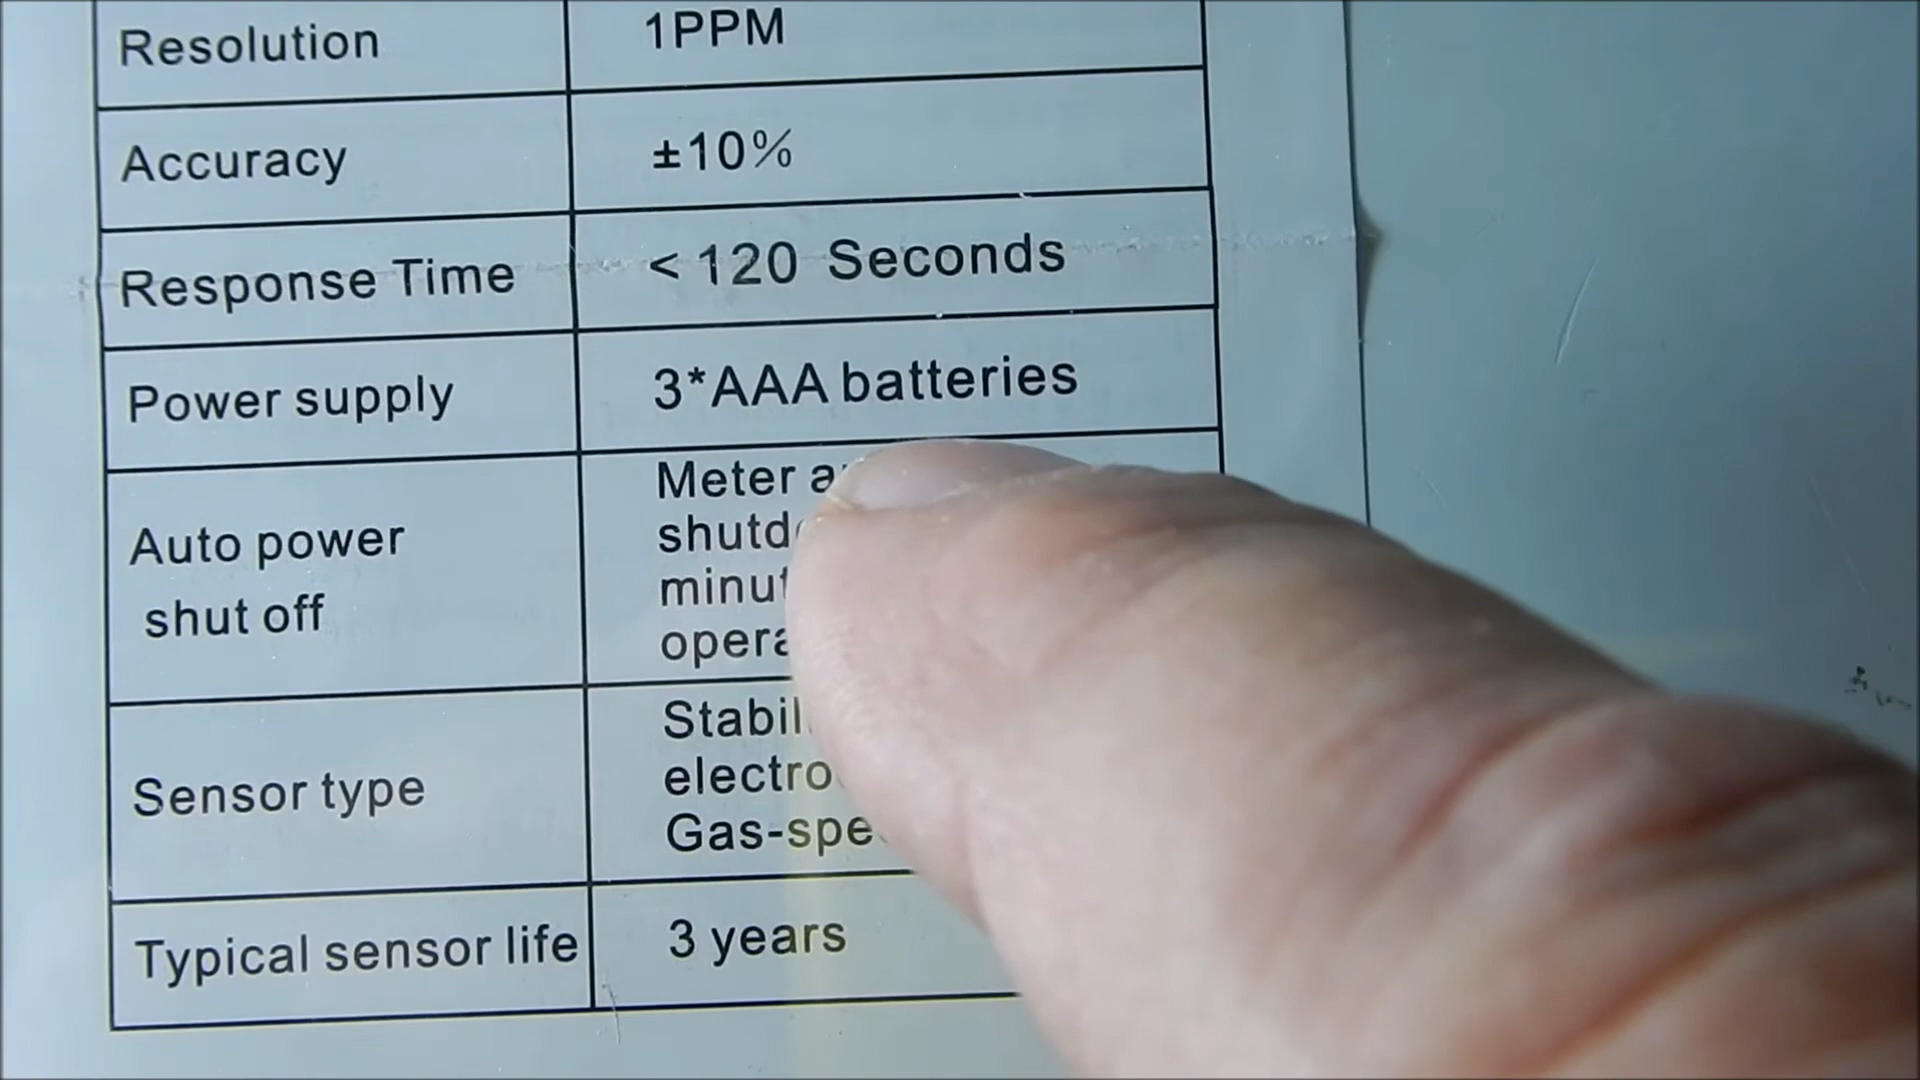 Resolution 1PPM
Accuracy ±10%
Response Time < 120 Seconds
Power supply 3*AAA batteries
Auto power
shut off
Meter
Sensor type
Gas-
Typical sensor life 3 years